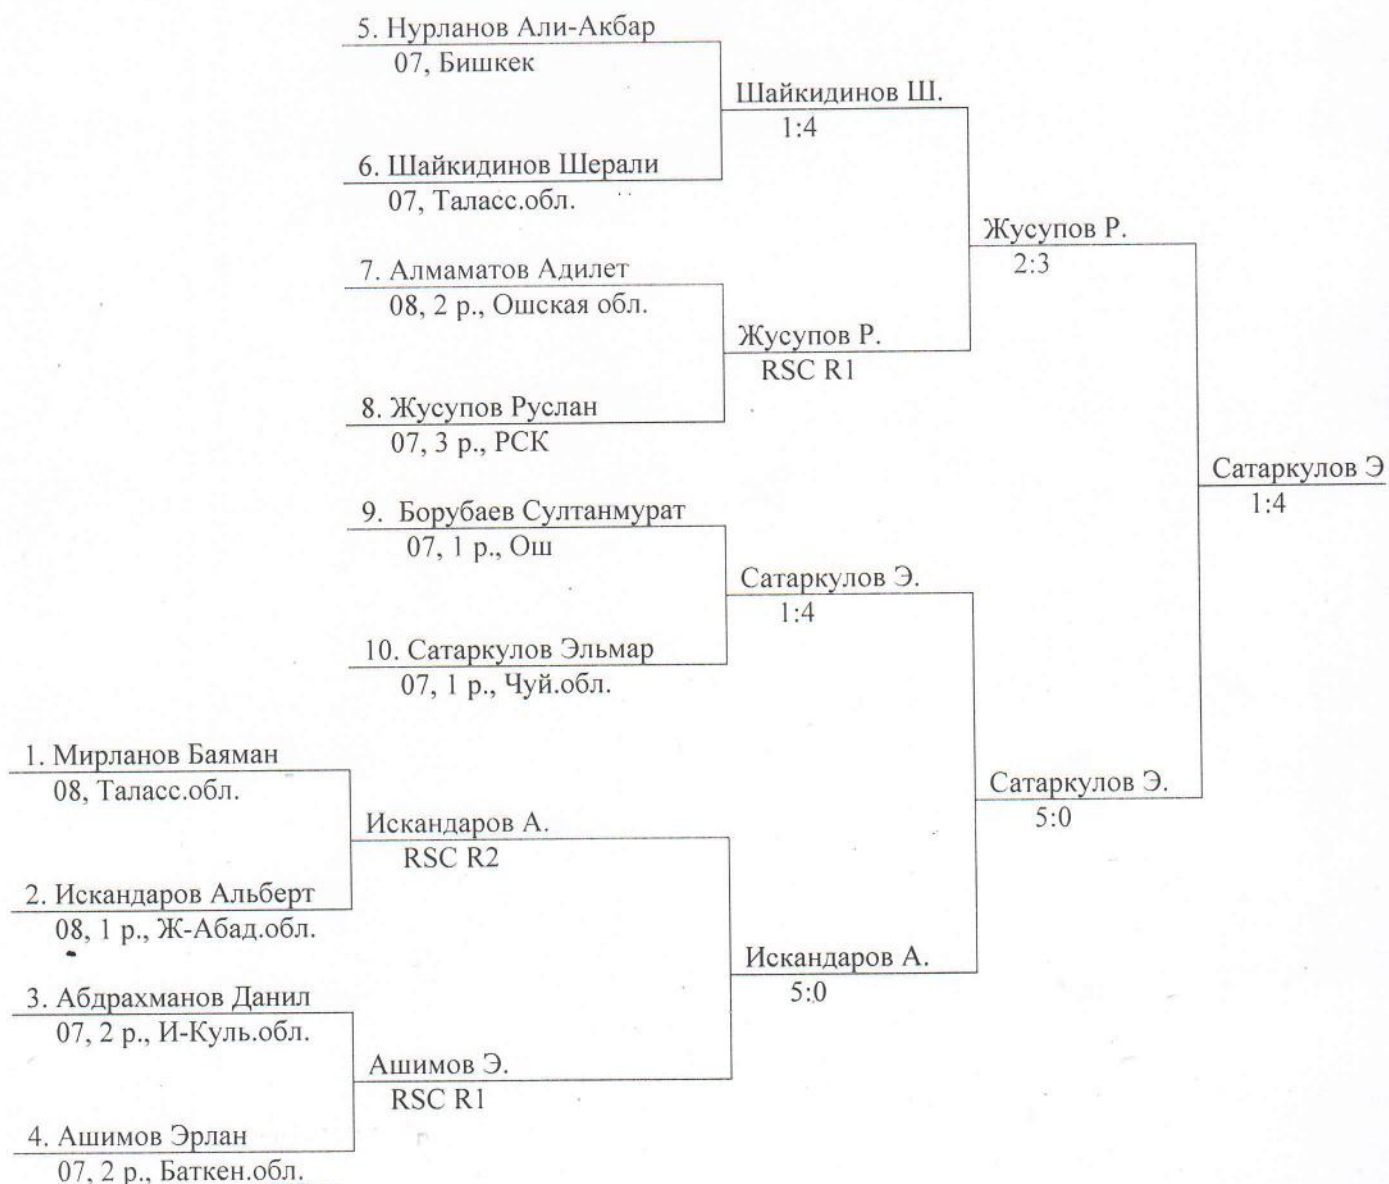 5. Нурланов Али-Акбар
07, Бишкек
Шайкидинов Ш.
1:4
6. Шайкидинов Шерали
07, Таласс.обл.
Жусупов Р.
2:3
7. Алмаматов Адилет
08, 2 р., Ошская обл.
Жусупов Р.
RSC R1
8. Жусупов Руслан
07, 3 р., РСК
Сатаркулов Э
1:4
9. Борубаев Султанмурат
07, 1 р., Ош
Сатаркулов Э.
1:4
10. Сатаркулов Эльмар
07, 1 р., Чуй.обл.
1. Мирланов Баяман
08, Таласс.обл.
Сатаркулов Э.
5:0
Искандаров А.
RSC R2
2. Искандаров Альберт
08, 1 р., Ж-Абад.обл.
Искандаров А.
5:0
3. Абдрахманов Данил
07, 2 р., И-Куль.обл.
Ашимов Э.
RSC R1
4. Ашимов Эрлан
07, 2 р., Баткен.обл.